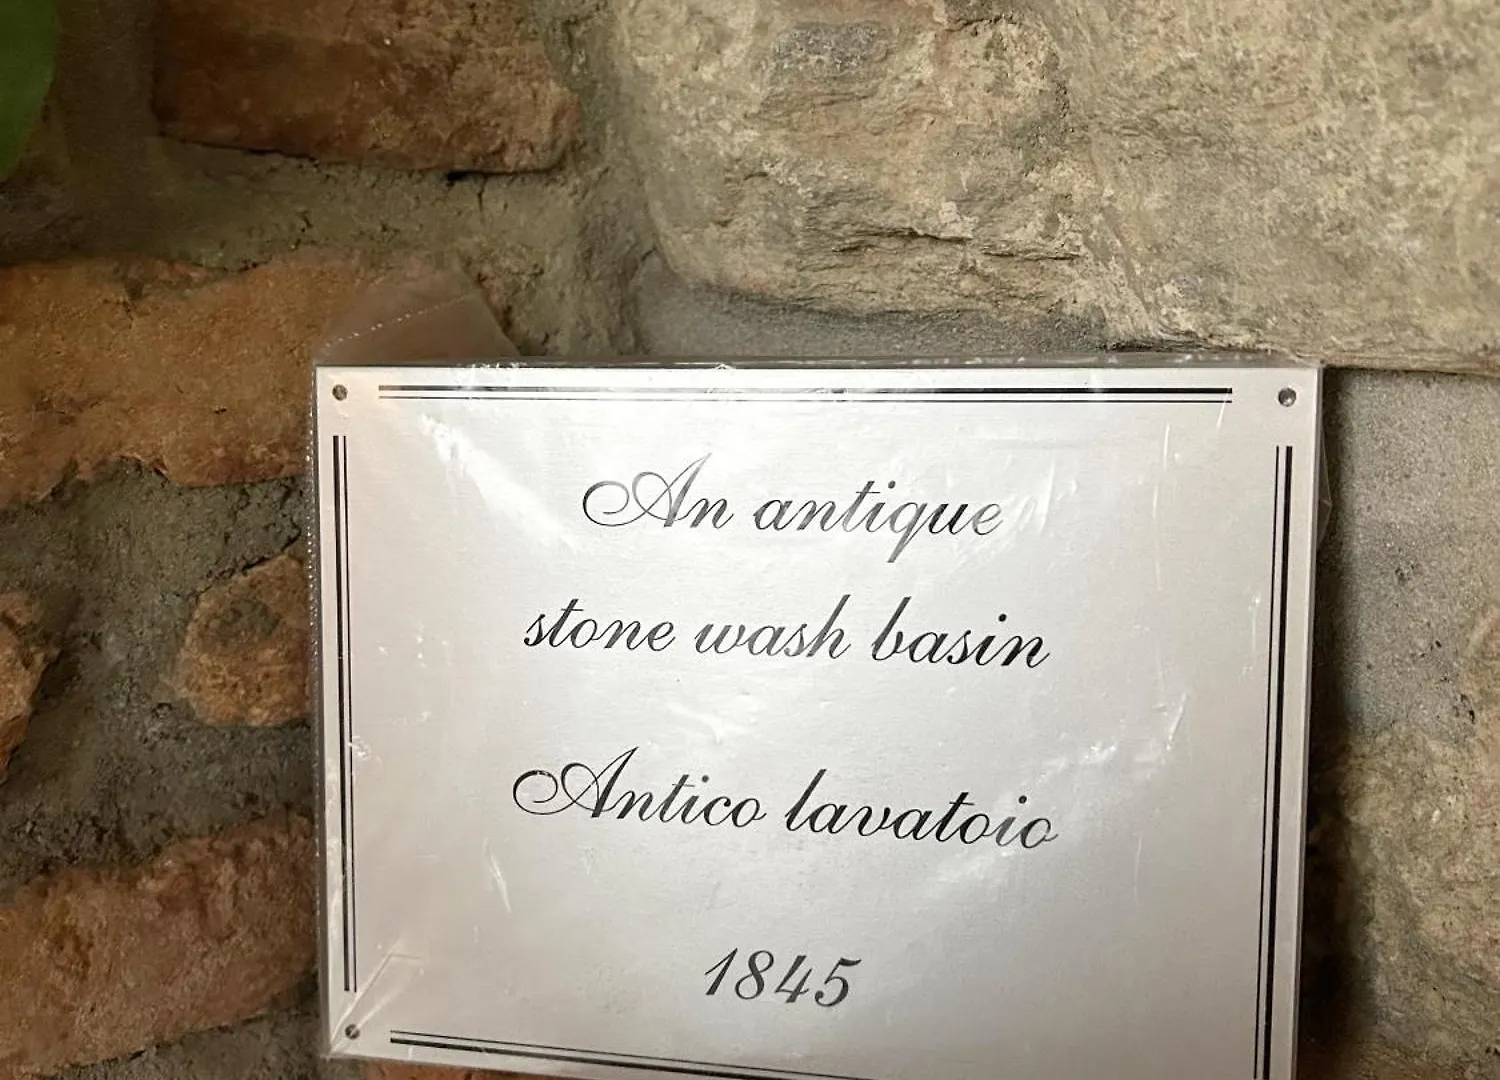 An antique
stone wash basin
Antico lavatoio
1845